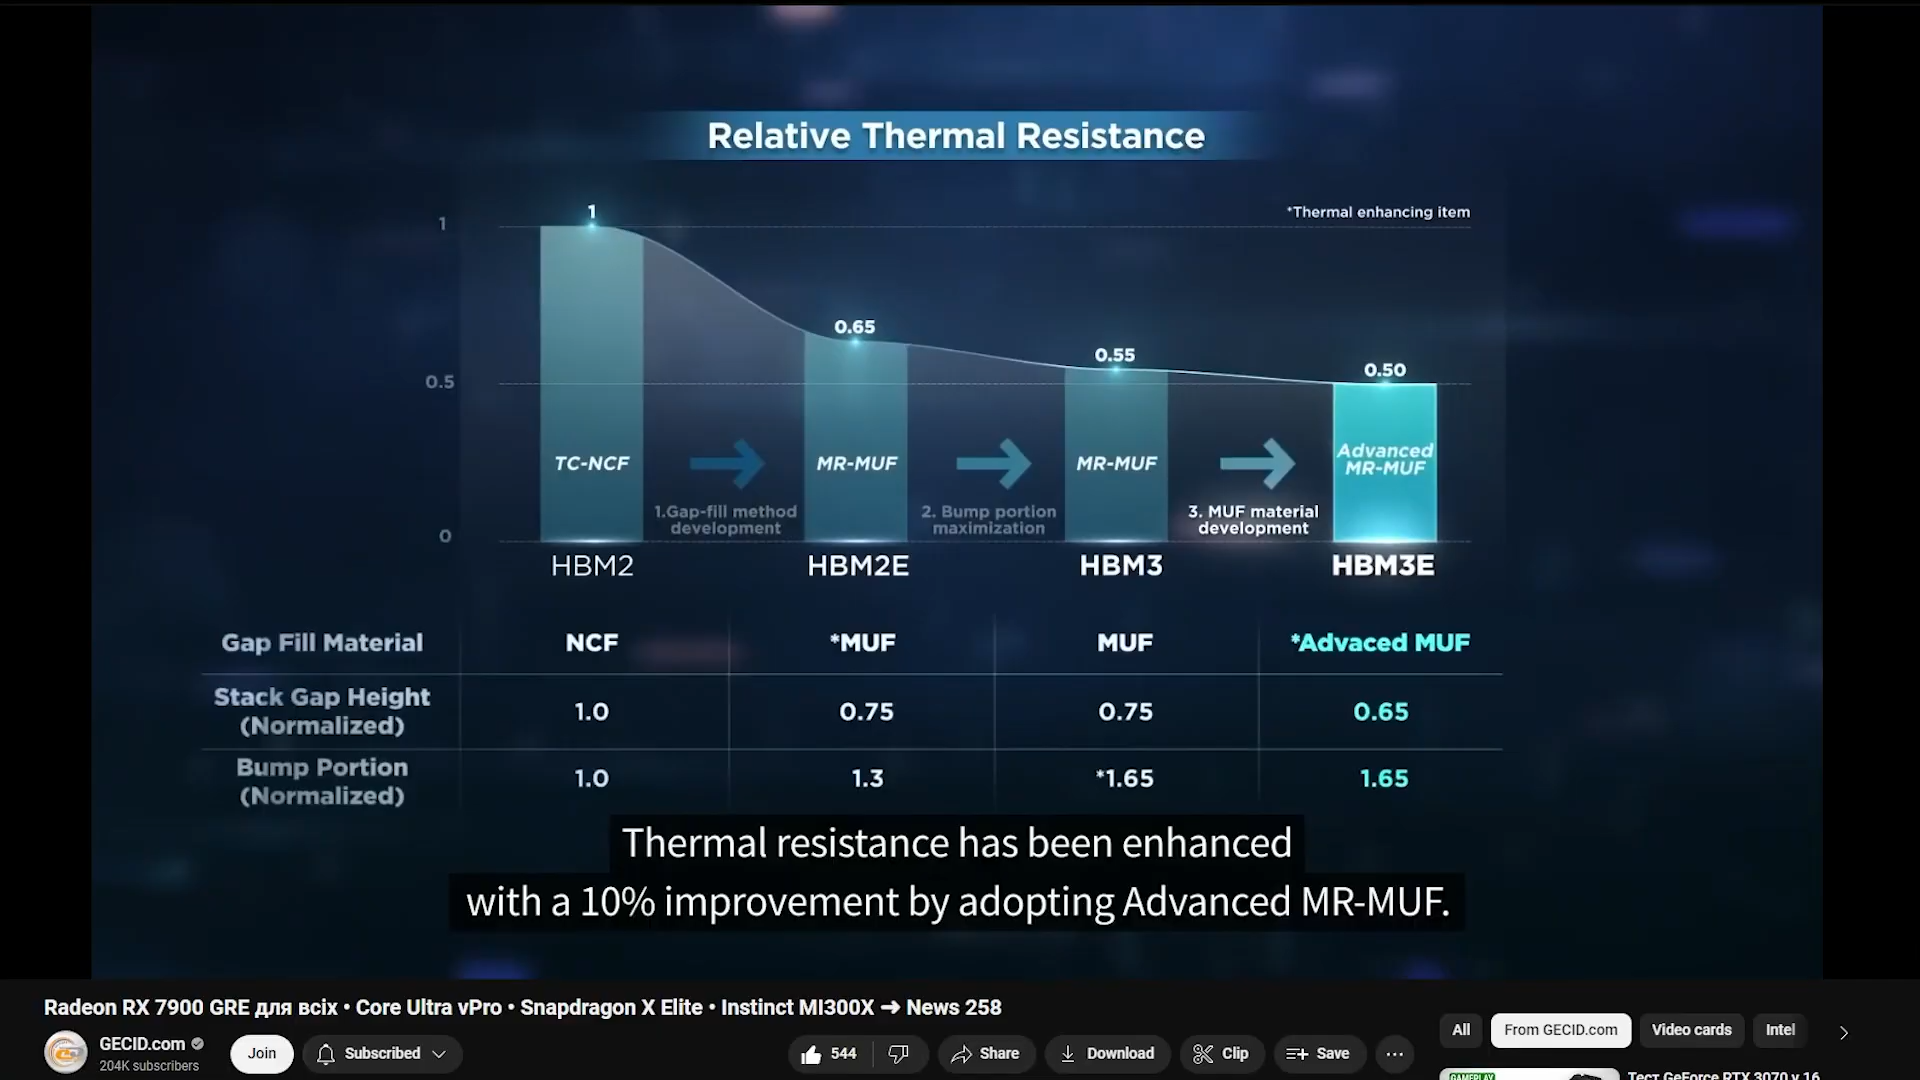 Relative Thermal Resistance
*Thermal enhancing item
1
1
0.65
0.55
0.50
0.5
0
TC-NCF
MR-MUF
MR-MUF
Advanced
MR-MUF
1.Gap-fill method
development
2. Bump portion
maximization
3. MUF material
development
HBM2
HBM2E
HBM3
HBM3E
Gap Fill Material
NCF
*MUF
MUF
*Advaced MUF
Stack Gap Height
(Normalized)
1.0
0.75
0.75
0.65
Bump Portion
(Normalized)
1.0
1.3
*1.65
1.65
Thermal resistance has been enhanced
with a 10% improvement by adopting Advanced MR-MUF.
Radeon RX 7900 GRE для всіх • Core Ultra vPro • Snapdragon X Elite • Instinct MI300X ➜ News 258
GECID.com
204K subscribers
Join
Subscribed
544
Share
Download
Clip
Save
All
From GECID.com
Video cards
Intel
GAMEPLAY
Тест GeForce RTX 3070 у 16